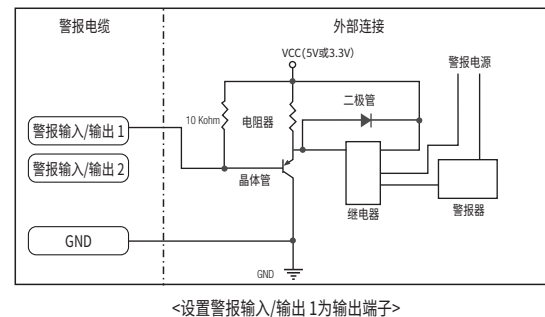 警报电缆
外部连接
VCC(5V或3.3V)
警报电源
二极管
10 Kohm
电阻器
警报输入/输出 1
警报输入/输出 2
晶体管
继电器
警报器
GND
GND
<设置警报输入/输出 1为输出端子>